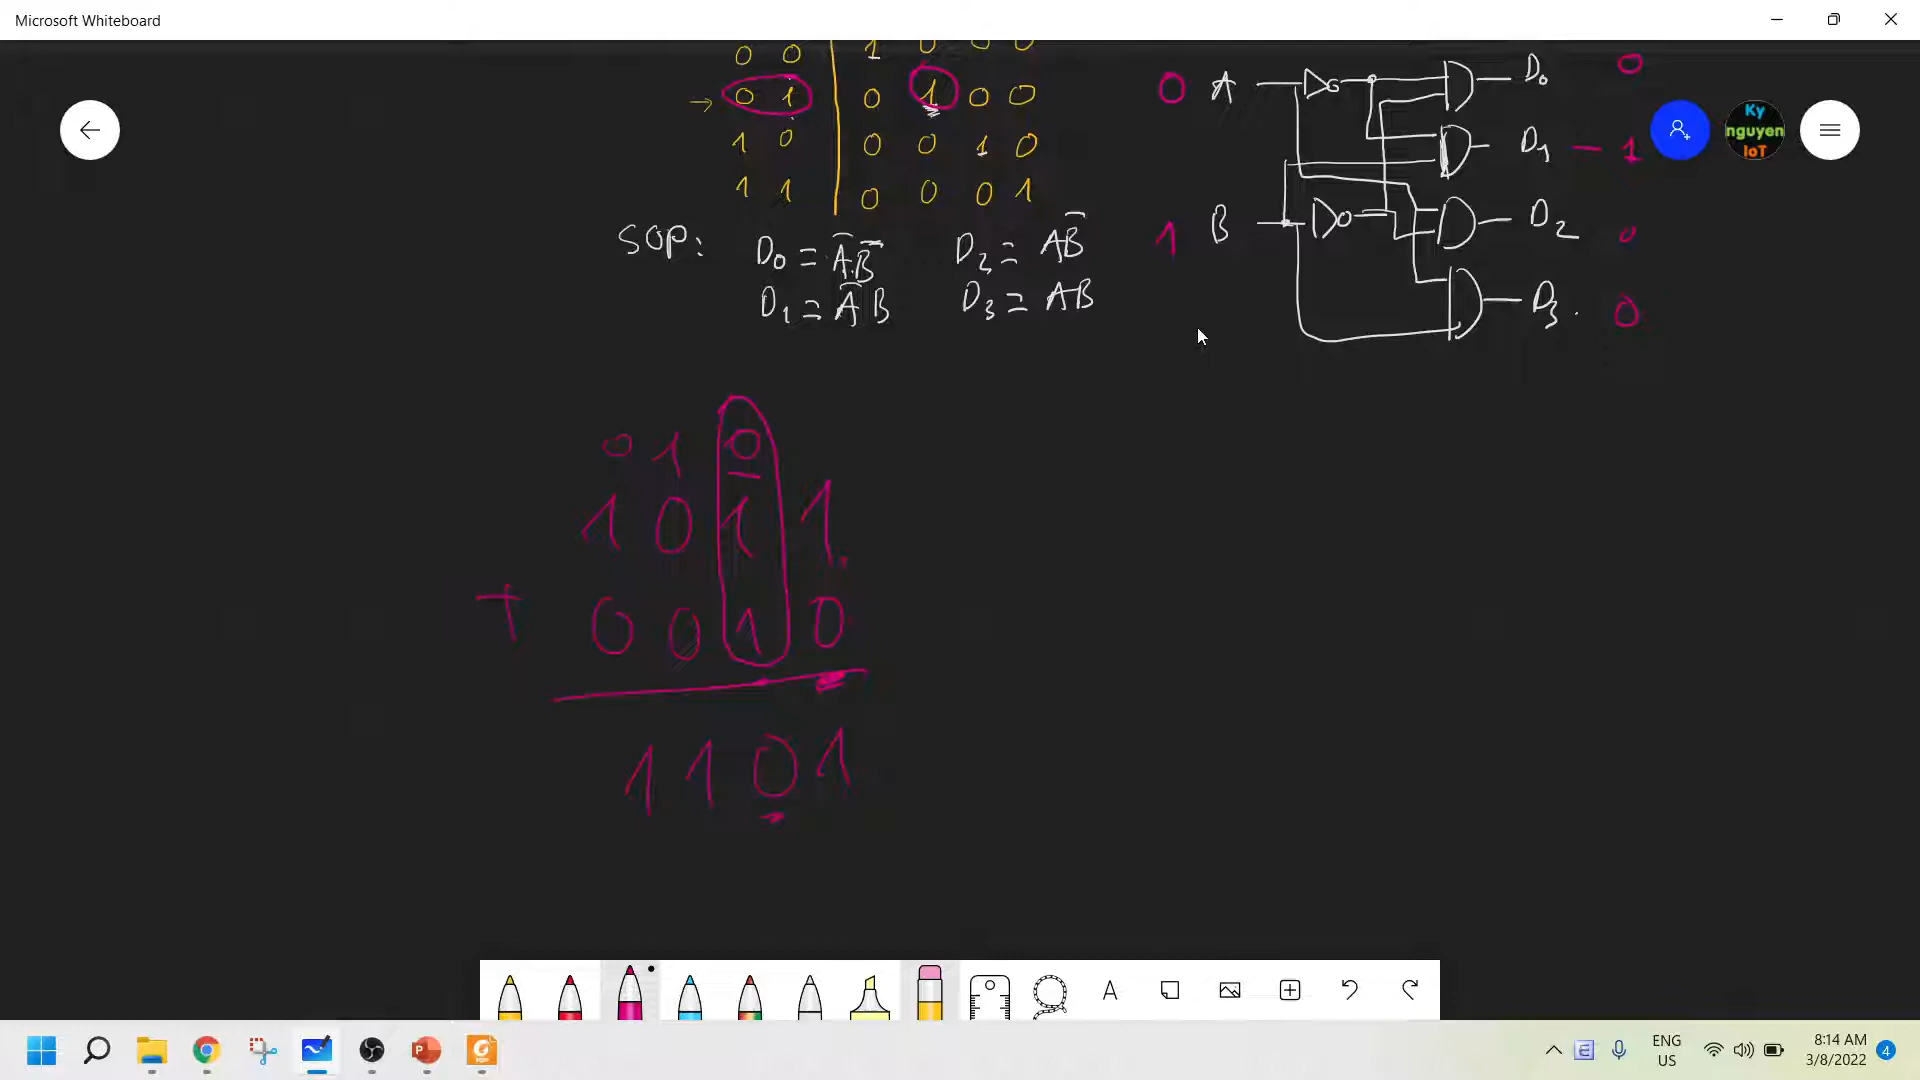 Microsoft Whiteboard
0 0 1 0 0 0
→ 0 1 0 1 0 0
1 0 0 0 1 0
1 1 0 0 0 1
SOP: D₀ = A̅.B̅ D₂ = AB̅
D₁ = A̅B D₃ = AB
0 A D₀ 0
D₁ — 1
1 B D₂ 0
D₃. 0
Ky
nguyen
IoT
0 1 0
1 0 1 1
+ 0 0 1 0
1 1 0 1
A
ENG
US
8:14 AM
3/8/2022
4